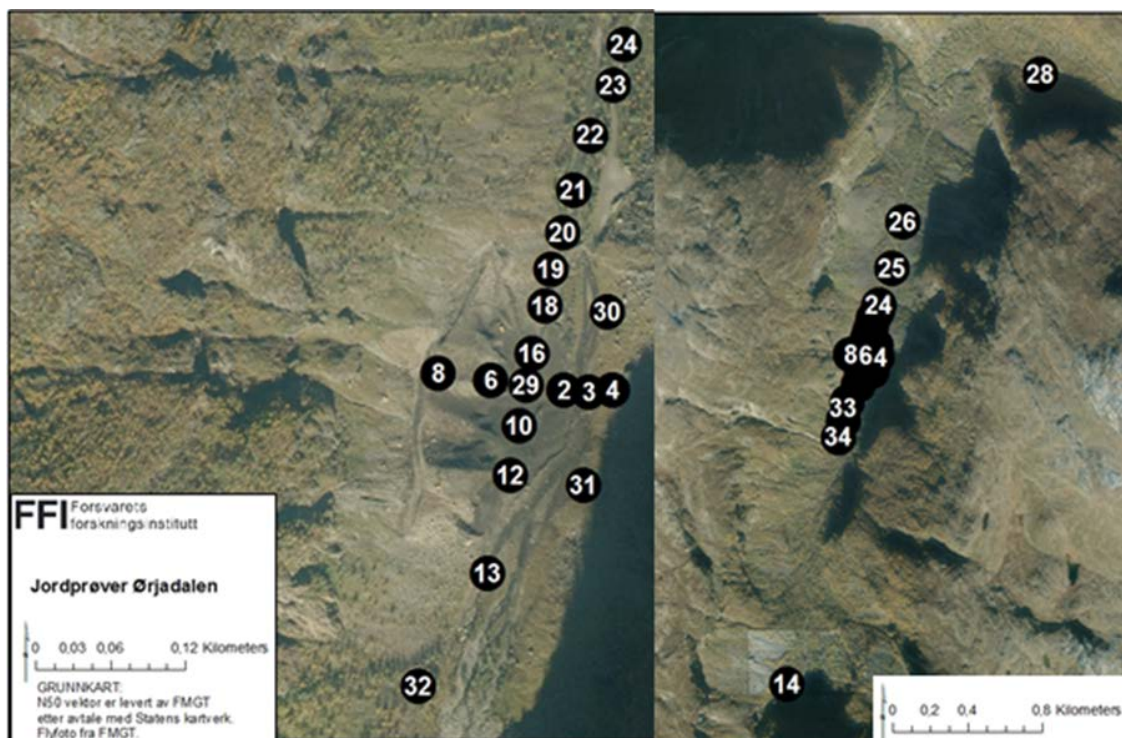 24
23
22
21
20
19
18
30
16
8 6 29 2 3 4
10
12
31
13
32
FFI Forsvarets
forskningsinstitutt
Jordprøver Ørjadalen
0 0,03 0,06 0,12 Kilometers
GRUNNKART:
N50 vektor er levert av FMGT
etter avtale med Statens kartverk.
Flyfoto fra FMGT.
28
26
25
24
864
33
34
14
0 0,2 0,4 0,8 Kilometers